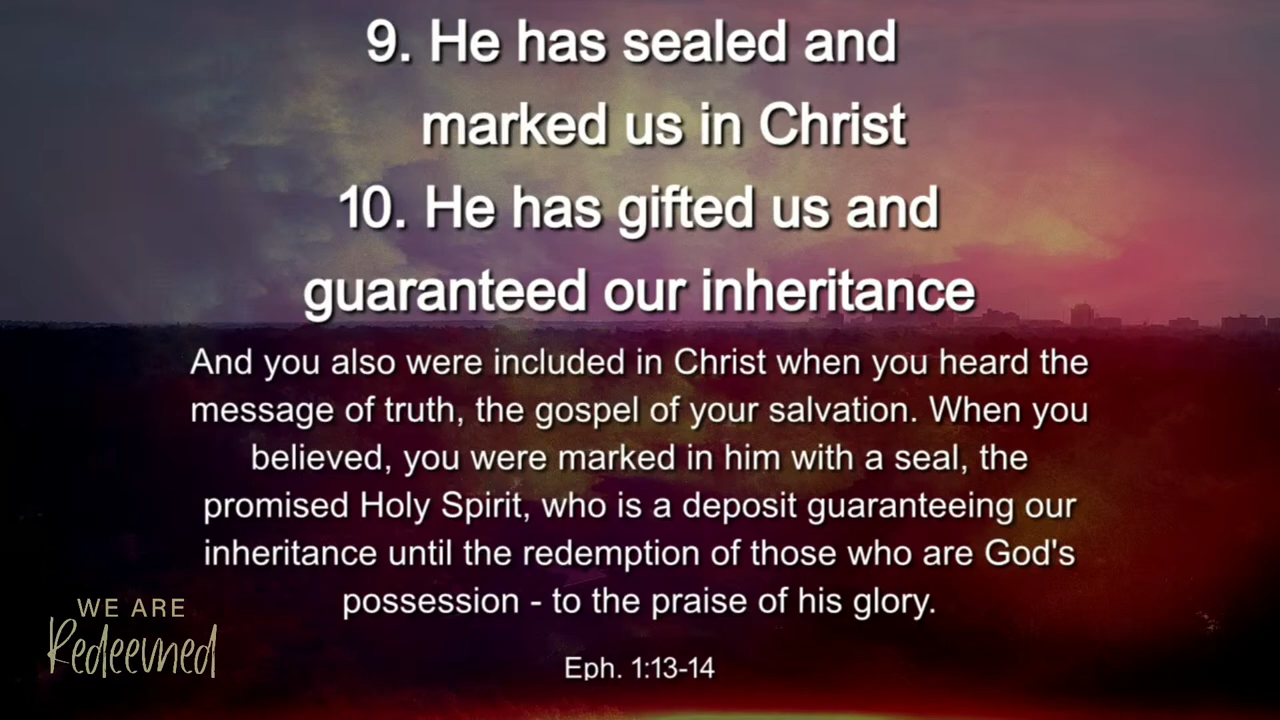 9. He has sealed and
marked us in Christ
10. He has gifted us and
guaranteed our inheritance
And you also were included in Christ when you heard the
message of truth, the gospel of your salvation. When you
believed, you were marked in him with a seal, the
promised Holy Spirit, who is a deposit guaranteeing our
inheritance until the redemption of those who are God's
possession - to the praise of his glory.
WE ARE
Redeemed
Eph. 1:13-14